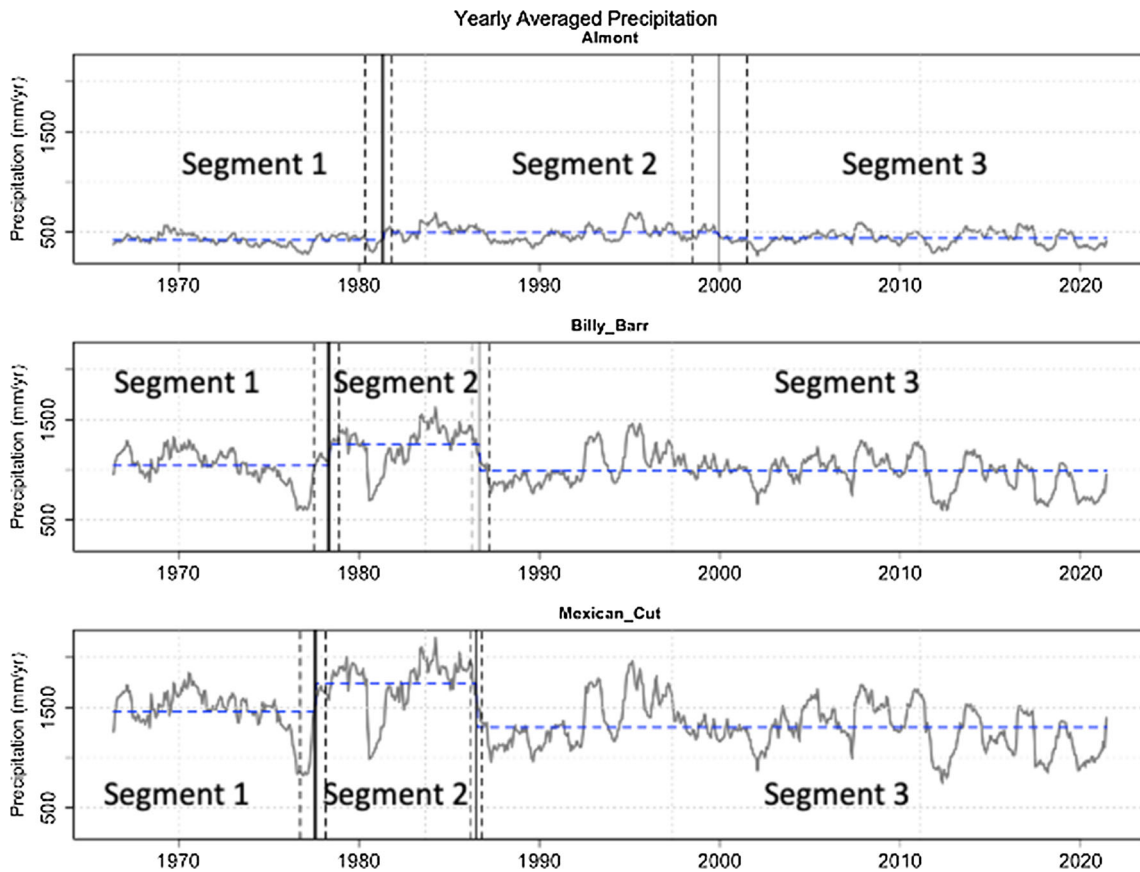 Yearly Averaged Precipitation
Almont
Precipitation (mm/yr)
1500
500
Segment 1
Segment 2
Segment 3
1970
1980
1990
2000
2010
2020
Billy_Barr
Precipitation (mm/yr)
1500
500
Segment 1
Segment 2
Segment 3
1970
1980
1990
2000
2010
2020
Mexican_Cut
Precipitation (mm/yr)
1500
500
Segment 1
Segment 2
Segment 3
1970
1980
1990
2000
2010
2020